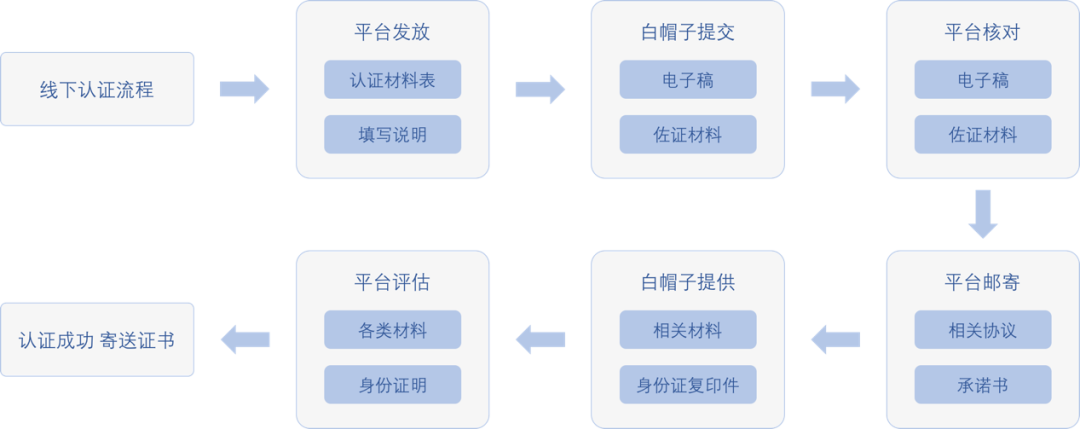 线下认证流程
平台发放
认证材料表
填写说明
白帽子提交
电子稿
佐证材料
平台核对
电子稿
佐证材料
平台邮寄
相关协议
承诺书
白帽子提供
相关材料
身份证复印件
平台评估
各类材料
身份证明
认证成功 寄送证书